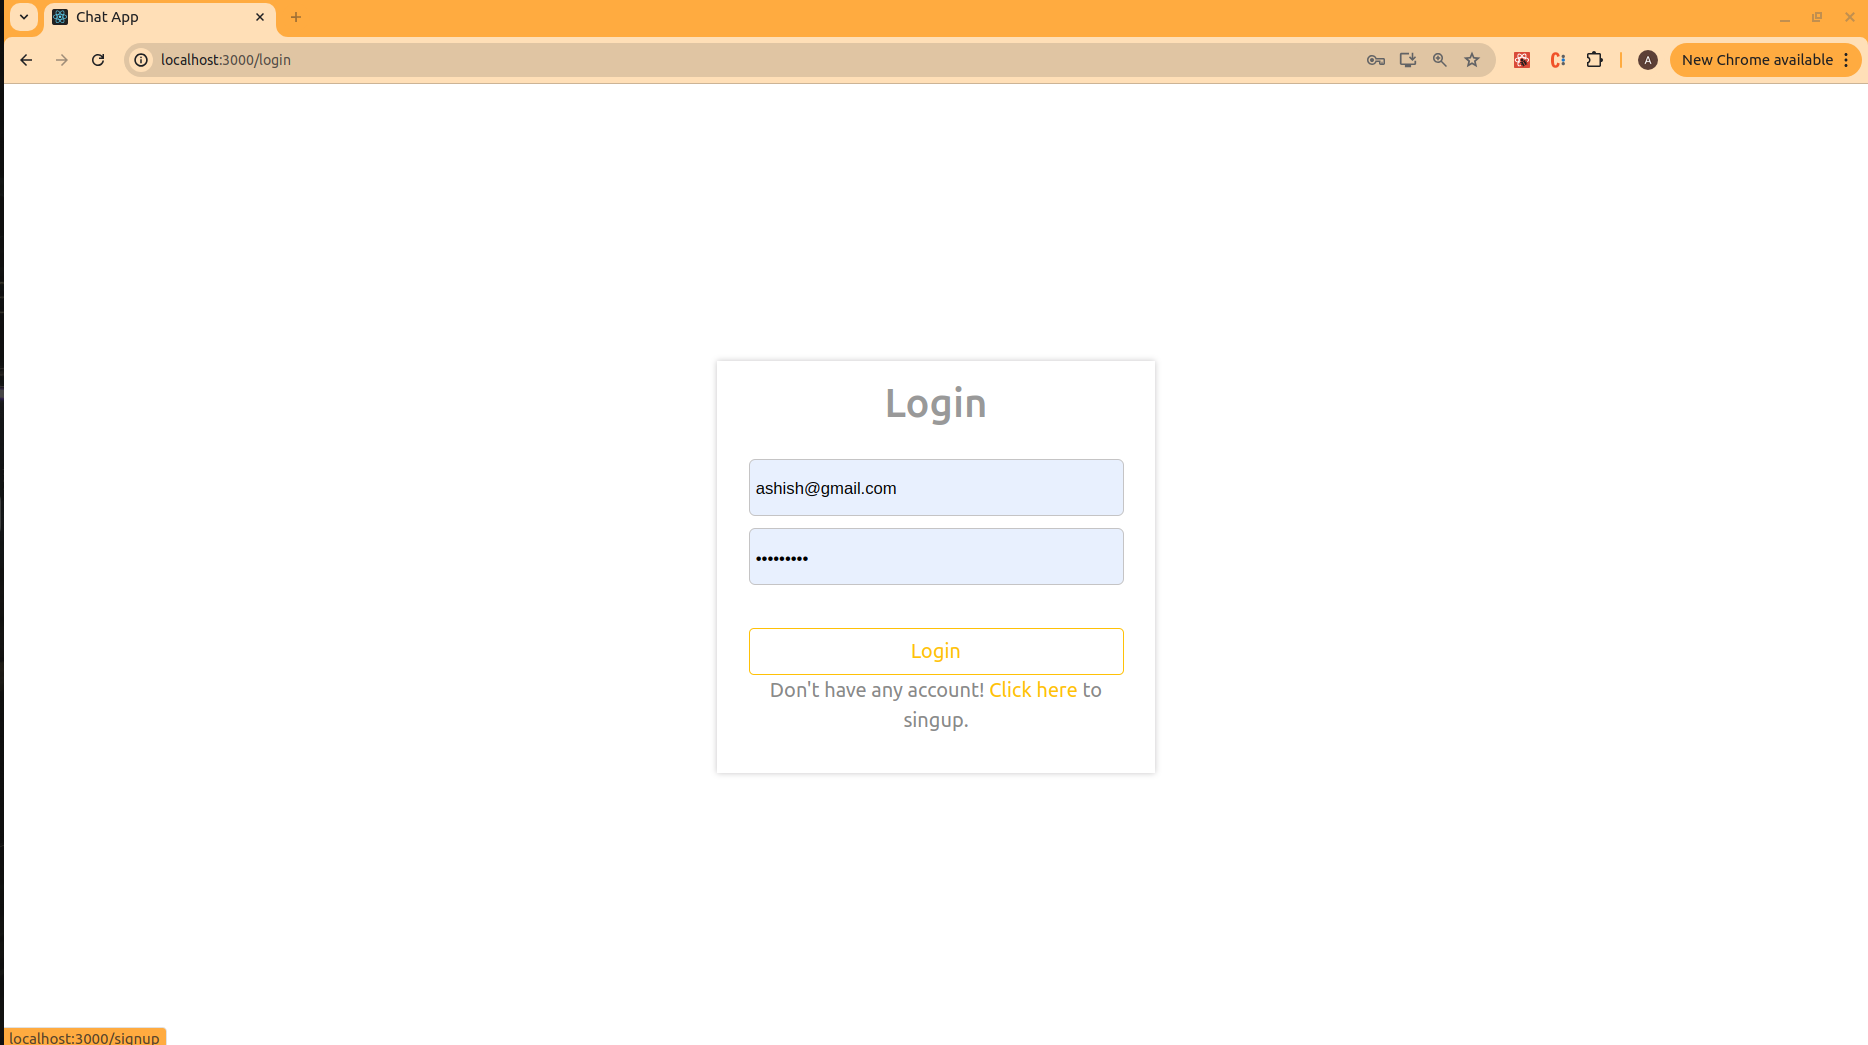 Chat App
localhost:3000/login
A
New Chrome available
Login
ashish@gmail.com
•••••••••
Login
Don't have any account! Click here to
singup.
localhost:3000/signup